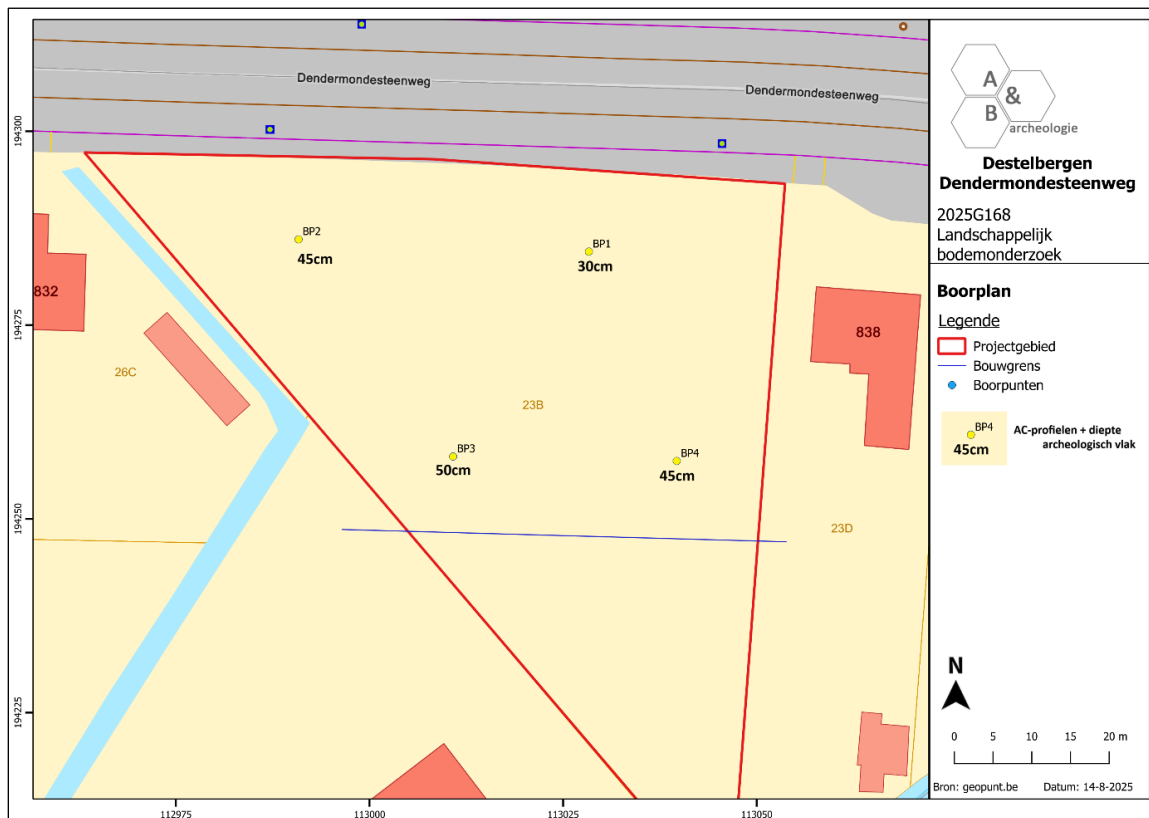 Dendermondesteenweg
Dendermondesteenweg
194300
BP2
45cm
BP1
30cm
832
194275
838
26C
23B
BP3
50cm
BP4
45cm
194250
23D
194225
112975
113000
113025
113050
A
&
B
archeologie
Destelbergen
Dendermondesteenweg
2025G168
Landschappelijk
bodemonderzoek
Boorplan
Legende
Projectgebied
Bouwgrens
Boorpunten
BP4
45cm
AC-profielen + diepte
archeologisch vlak
N
0 5 10 15 20 m
Bron: geopunt.be Datum: 14-8-2025